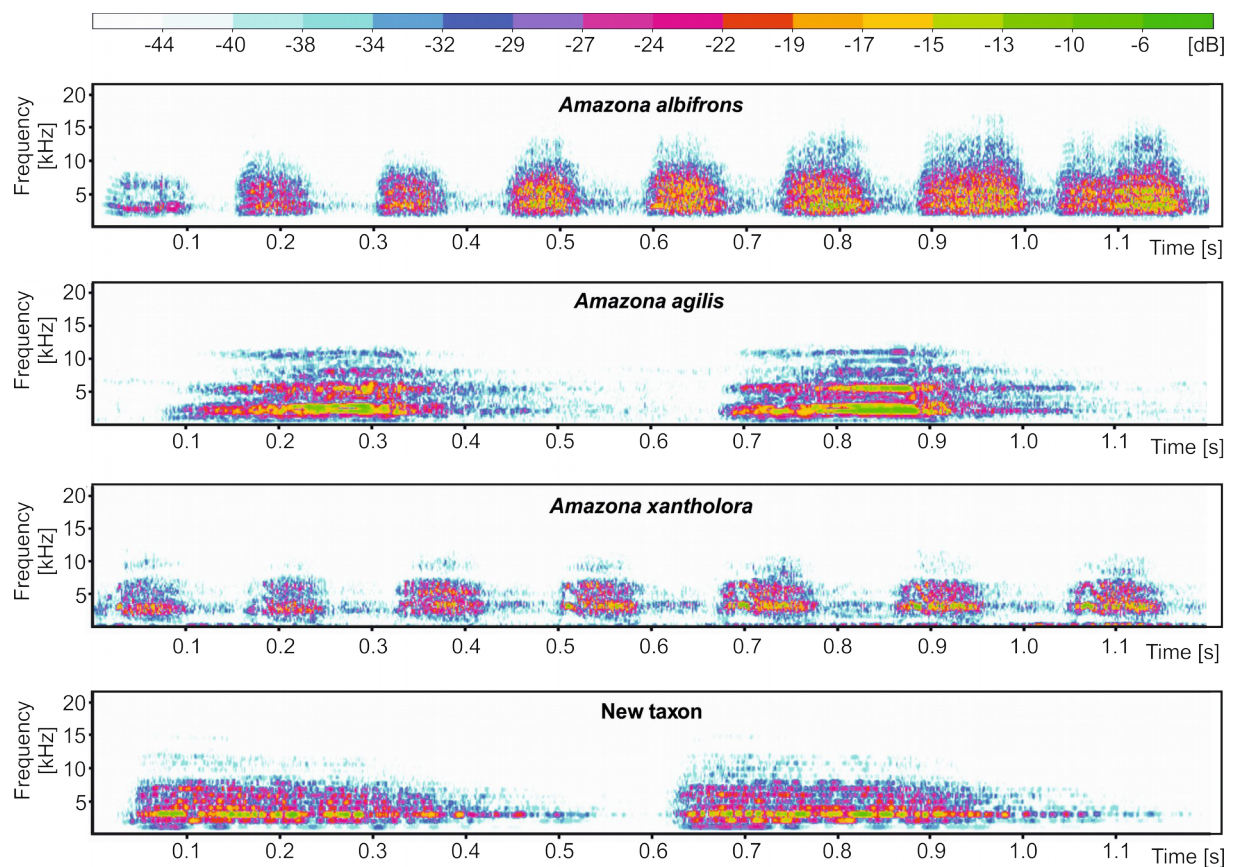 -44 -40 -38 -34 -32 -29 -27 -24 -22 -19 -17 -15 -13 -10 -6 [dB]
Amazona albifrons
Frequency
[kHz]
20
15
10
5
0.1 0.2 0.3 0.4 0.5 0.6 0.7 0.8 0.9 1.0 1.1 Time [s]
Amazona agilis
Frequency
[kHz]
20
15
10
5
0.1 0.2 0.3 0.4 0.5 0.6 0.7 0.8 0.9 1.0 1.1 Time [s]
Amazona xantholora
Frequency
[kHz]
20
15
10
5
0.1 0.2 0.3 0.4 0.5 0.6 0.7 0.8 0.9 1.0 1.1 Time [s]
New taxon
Frequency
[kHz]
20
15
10
5
0.1 0.2 0.3 0.4 0.5 0.6 0.7 0.8 0.9 1.0 1.1 Time [s]